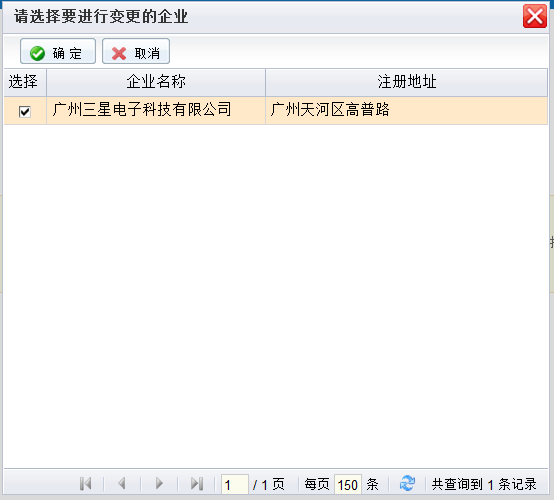 请选择要进行变更的企业
确 定 取消
选择 企业名称 注册地址
广州三星电子科技有限公司 广州天河区高普路
1 / 1 页 每页 150 条 共查询到 1 条记录